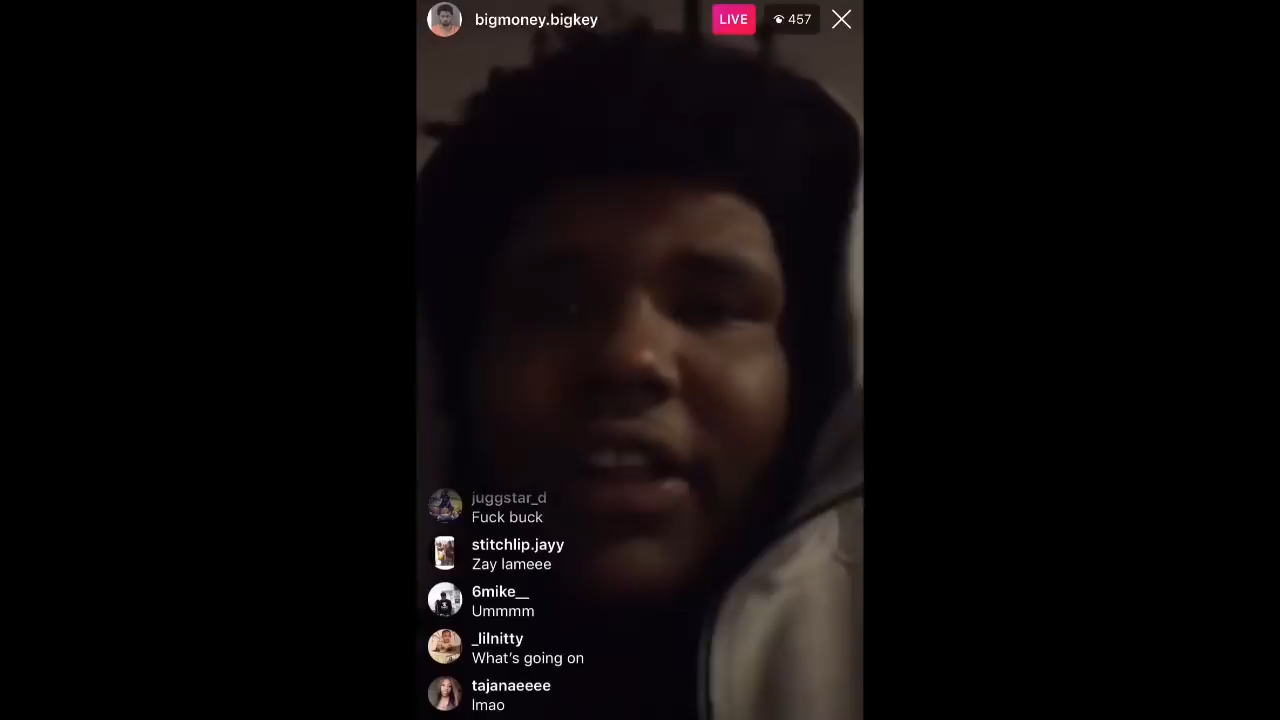 bigmoney.bigkey
LIVE
457
juggstar_d
Fuck buck
stitchlip.jayy
Zay lameee
6mike__
Ummmm
_lilnitty
What's going on
tajanaeeee
lmao